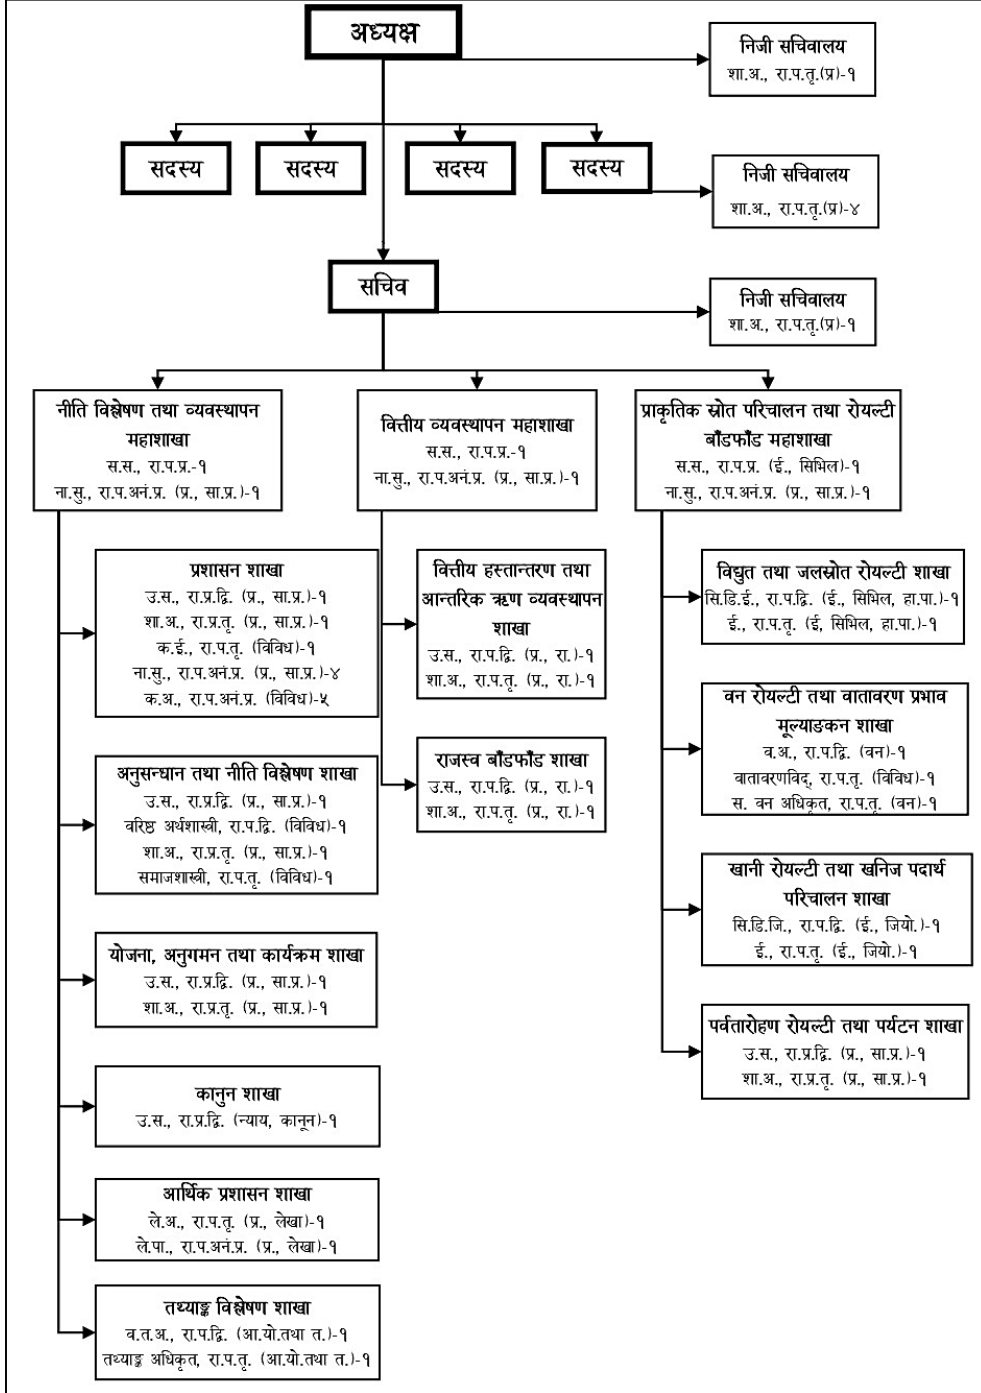 अध्यक्ष
निजी सचिवालय
शा.अ., रा.प.तृ.(प्र)-१
सदस्य
सदस्य
सदस्य
सदस्य
निजी सचिवालय
शा.अ., रा.प.तृ.(प्र)-४
सचिव
निजी सचिवालय
शा.अ., रा.प.तृ.(प्र)-१
नीति विश्लेषण तथा व्यवस्थापन
महाशाखा
स.स., रा.प.प्र.-१
ना.सु., रा.प.अनं.प्र. (प्र., सा.प्र.)-१
वित्तीय व्यवस्थापन महाशाखा
स.स., रा.प.प्र.-१
ना.सु., रा.प.अनं.प्र. (प्र., सा.प्र.)-१
प्राकृतिक स्रोत परिचालन तथा रोयल्टी
बाँडफाँड महाशाखा
स.स., रा.प.प्र. (ई., सिभिल)-१
ना.सु., रा.प.अनं.प्र. (प्र., सा.प्र.)-१
प्रशासन शाखा
उ.स., रा.प्र.द्वि. (प्र., सा.प्र.)-१
शा.अ., रा.प्र.तृ. (प्र., सा.प्र.)-१
क.ई., रा.प.तृ. (विविध)-१
ना.सु., रा.प.अनं.प्र. (प्र., सा.प्र.)-४
क.अ., रा.प.अनं.प्र. (विविध)-५
अनुसन्धान तथा नीति विश्लेषण शाखा
उ.स., रा.प्र.द्वि. (प्र., सा.प्र.)-१
वरिष्ठ अर्थशास्त्री, रा.प.द्वि. (विविध)-१
शा.अ., रा.प्र.तृ. (प्र., सा.प्र.)-१
समाजशास्त्री, रा.प.तृ. (विविध)-१
योजना, अनुगमन तथा कार्यक्रम शाखा
उ.स., रा.प्र.द्वि. (प्र., सा.प्र.)-१
शा.अ., रा.प्र.तृ. (प्र., सा.प्र.)-१
कानुन शाखा
उ.स., रा.प्र.द्वि. (न्याय, कानून)-१
आर्थिक प्रशासन शाखा
ले.अ., रा.प.तृ. (प्र., लेखा)-१
ले.पा., रा.प.अनं.प्र. (प्र., लेखा)-१
तथ्याङ्क विश्लेषण शाखा
व.त.अ., रा.प.द्वि. (आ.यो.तथा त.)-१
तथ्याङ्क अधिकृत, रा.प.तृ. (आ.यो.तथा त.)-१
वित्तीय हस्तान्तरण तथा
आन्तरिक ऋण व्यवस्थापन
शाखा
उ.स., रा.प.द्वि. (प्र., रा.)-१
शा.अ., रा.प.तृ. (प्र., रा.)-१
राजस्व बाँडफाँड शाखा
उ.स., रा.प.द्वि. (प्र., रा.)-१
शा.अ., रा.प.तृ. (प्र., रा.)-१
विद्युत तथा जलस्रोत रोयल्टी शाखा
सि.डि.ई., रा.प.द्वि. (ई., सिभिल, हा.पा.)-१
ई., रा.प.तृ. (ई, सिभिल, हा.पा.)-१
वन रोयल्टी तथा वातावरण प्रभाव
मूल्याङकन शाखा
व.अ., रा.प.द्वि. (वन)-१
वातावरणविद्, रा.प.तृ. (विविध)-१
स. वन अधिकृत, रा.प.तृ. (वन)-१
खानी रोयल्टी तथा खनिज पदार्थ
परिचालन शाखा
सि.डि.जि., रा.प.द्वि. (ई., जियो.)-१
ई., रा.प.तृ. (ई., जियो.)-१
पर्वतारोहण रोयल्टी तथा पर्यटन शाखा
उ.स., रा.प्र.द्वि. (प्र., सा.प्र.)-१
शा.अ., रा.प्र.तृ. (प्र., सा.प्र.)-१